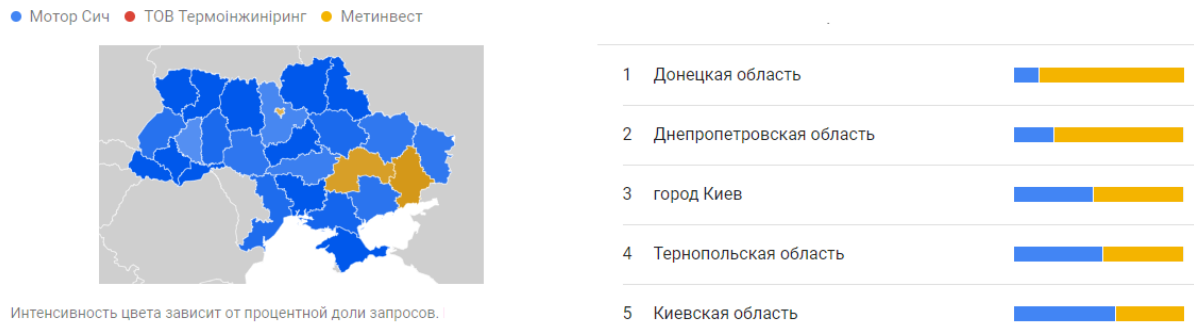 Мотор Сич ТОВ Термоінжиніринг Метинвест
1 Донецкая область
2 Днепропетровская область
3 город Киев
4 Тернопольская область
5 Киевская область
Интенсивность цвета зависит от процентной доли запросов.